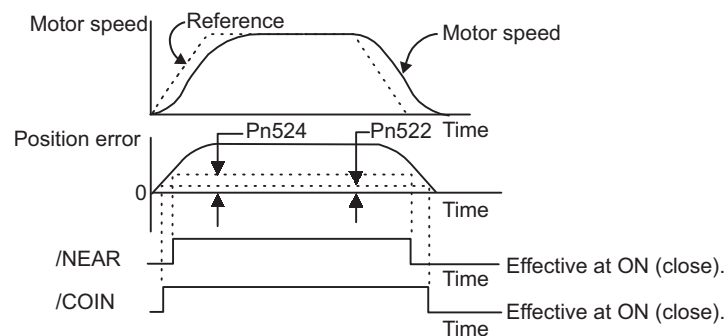 Motor speed
Reference
Motor speed
Time
Position error
Pn524
Pn522
0
Time
/NEAR
Effective at ON (close).
Time
/COIN
Effective at ON (close).
Time